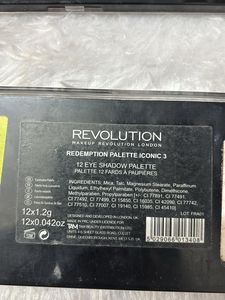 REVOLUTION
MAKEUP REVOLUTION LONDON
REDEMPTION PALETTE ICONIC 3
12 EYE SHADOW PALETTE
PALETTE 12 FARDS À PAUPIÈRES
INGREDIENTS: Mica, Talc, Magnesium Stearate, Paraffinum
Liquidum, Ethylhexyl Palmitate, Polybutene, Dimethicone,
Methylparaben, Propylparaben [+/- CI 77891, CI 77491,
CI 77492, CI 77499, CI 15850, CI 16035, CI 42090, CI 77742,
CI 77510, CI 77007, CI 19140, CI 15985, CI 45410]
12x1.2g
12x0.042oz
DESIGNED AND DEVELOPED IN LONDON, UK
MADE IN PRC FOR
TAM BEAUTY
LOT